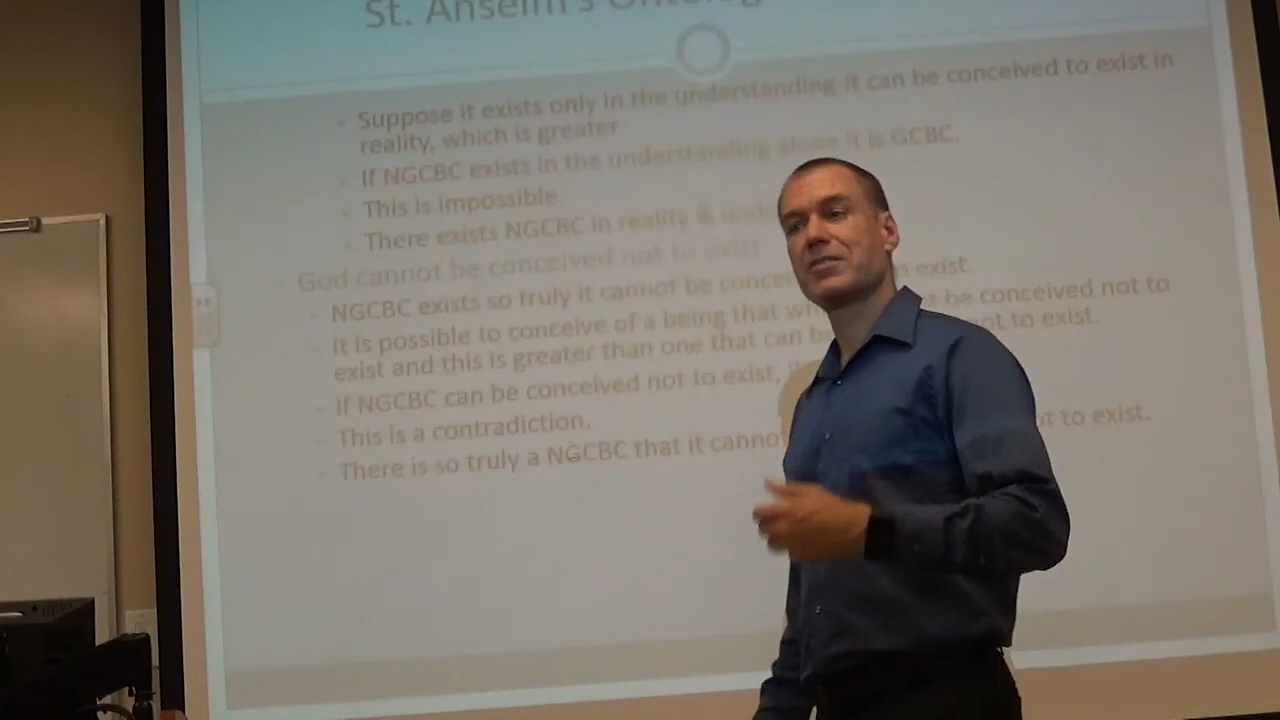 St. Anselm's Ontolog
Suppose it exists only in the understanding-it can be conceived to exist in
reality, which is greater
If NGCBC exists in the understanding alone it is GCBC.
This is impossible
There exists NGCBC in reality &
God cannot be conceived not to exist
NGCBC exists so truly it cannot be exist.
It is possible to conceive of a being that be conceived not to
exist and this is greater than one that can not to exist.
If NGCBC can be conceived not to exist,
This is a contradiction.
There is so truly a NGCBC that it to exist.